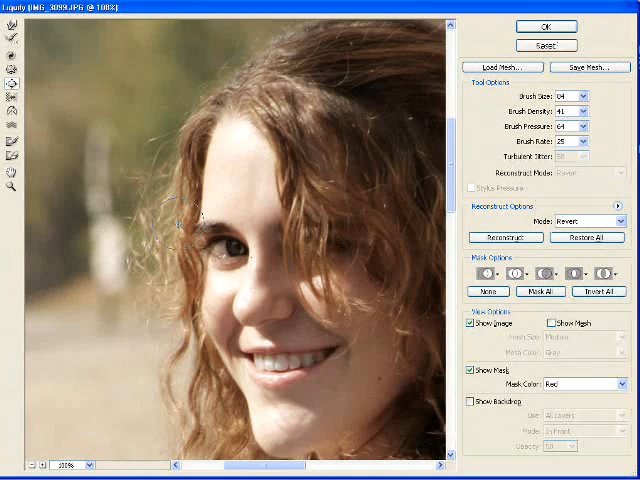 Liquify (IMG_3099.JPG @ 100%)
OK
Reset
Load Mesh... Save Mesh...
Tool Options
Brush Size: 84
Brush Density: 41
Brush Pressure: 64
Brush Rate: 25
Turbulent Jitter: 50
Reconstruct Mode: Revert
Stylus Pressure
Reconstruct Options
Mode: Revert
Reconstruct Restore All
Mask Options
None Mask All Invert All
View Options
Show Image Show Mesh
Mesh Size: Medium
Mesh Color: Gray
Show Mask
Mask Color: Red
Show Backdrop
Use: All Layers
Mode: In Front
Opacity: 50
100%